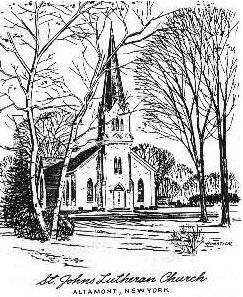 St. Johns Lutheran Church
ALTAMONT, NEW YORK